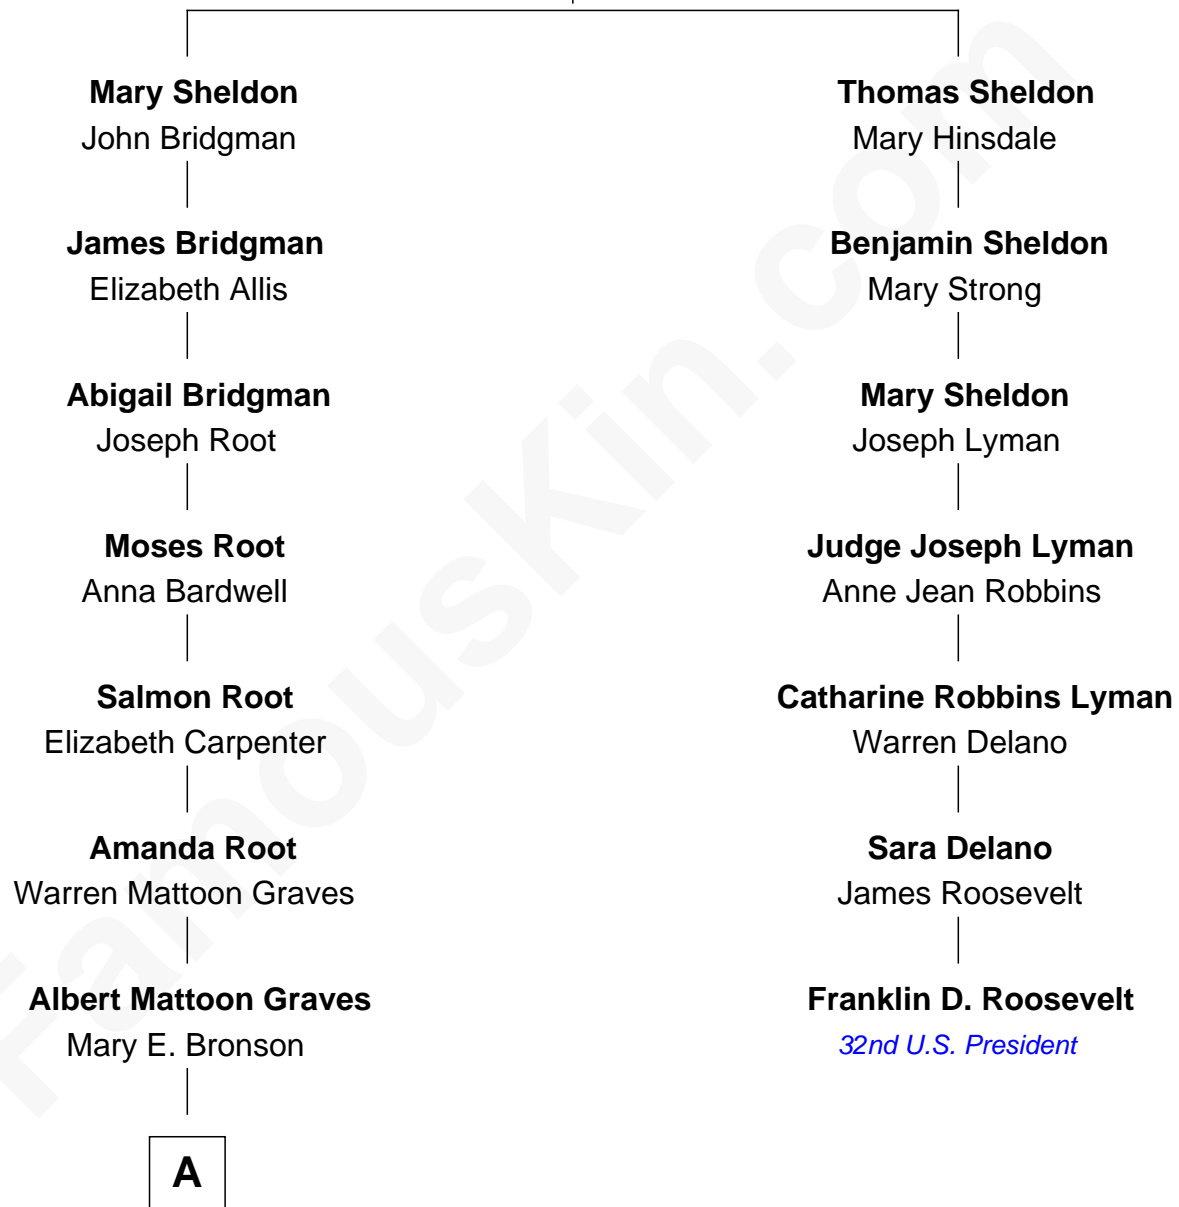 Mary Sheldon
John Bridgman
James Bridgman
Elizabeth Allis
Abigail Bridgman
Joseph Root
Moses Root
Anna Bardwell
Salmon Root
Elizabeth Carpenter
Amanda Root
Warren Mattoon Graves
Albert Mattoon Graves
Mary E. Bronson
A
Thomas Sheldon
Mary Hinsdale
Benjamin Sheldon
Mary Strong
Mary Sheldon
Joseph Lyman
Judge Joseph Lyman
Anne Jean Robbins
Catharine Robbins Lyman
Warren Delano
Sara Delano
James Roosevelt
Franklin D. Roosevelt
32nd U.S. President
FamousKin.com